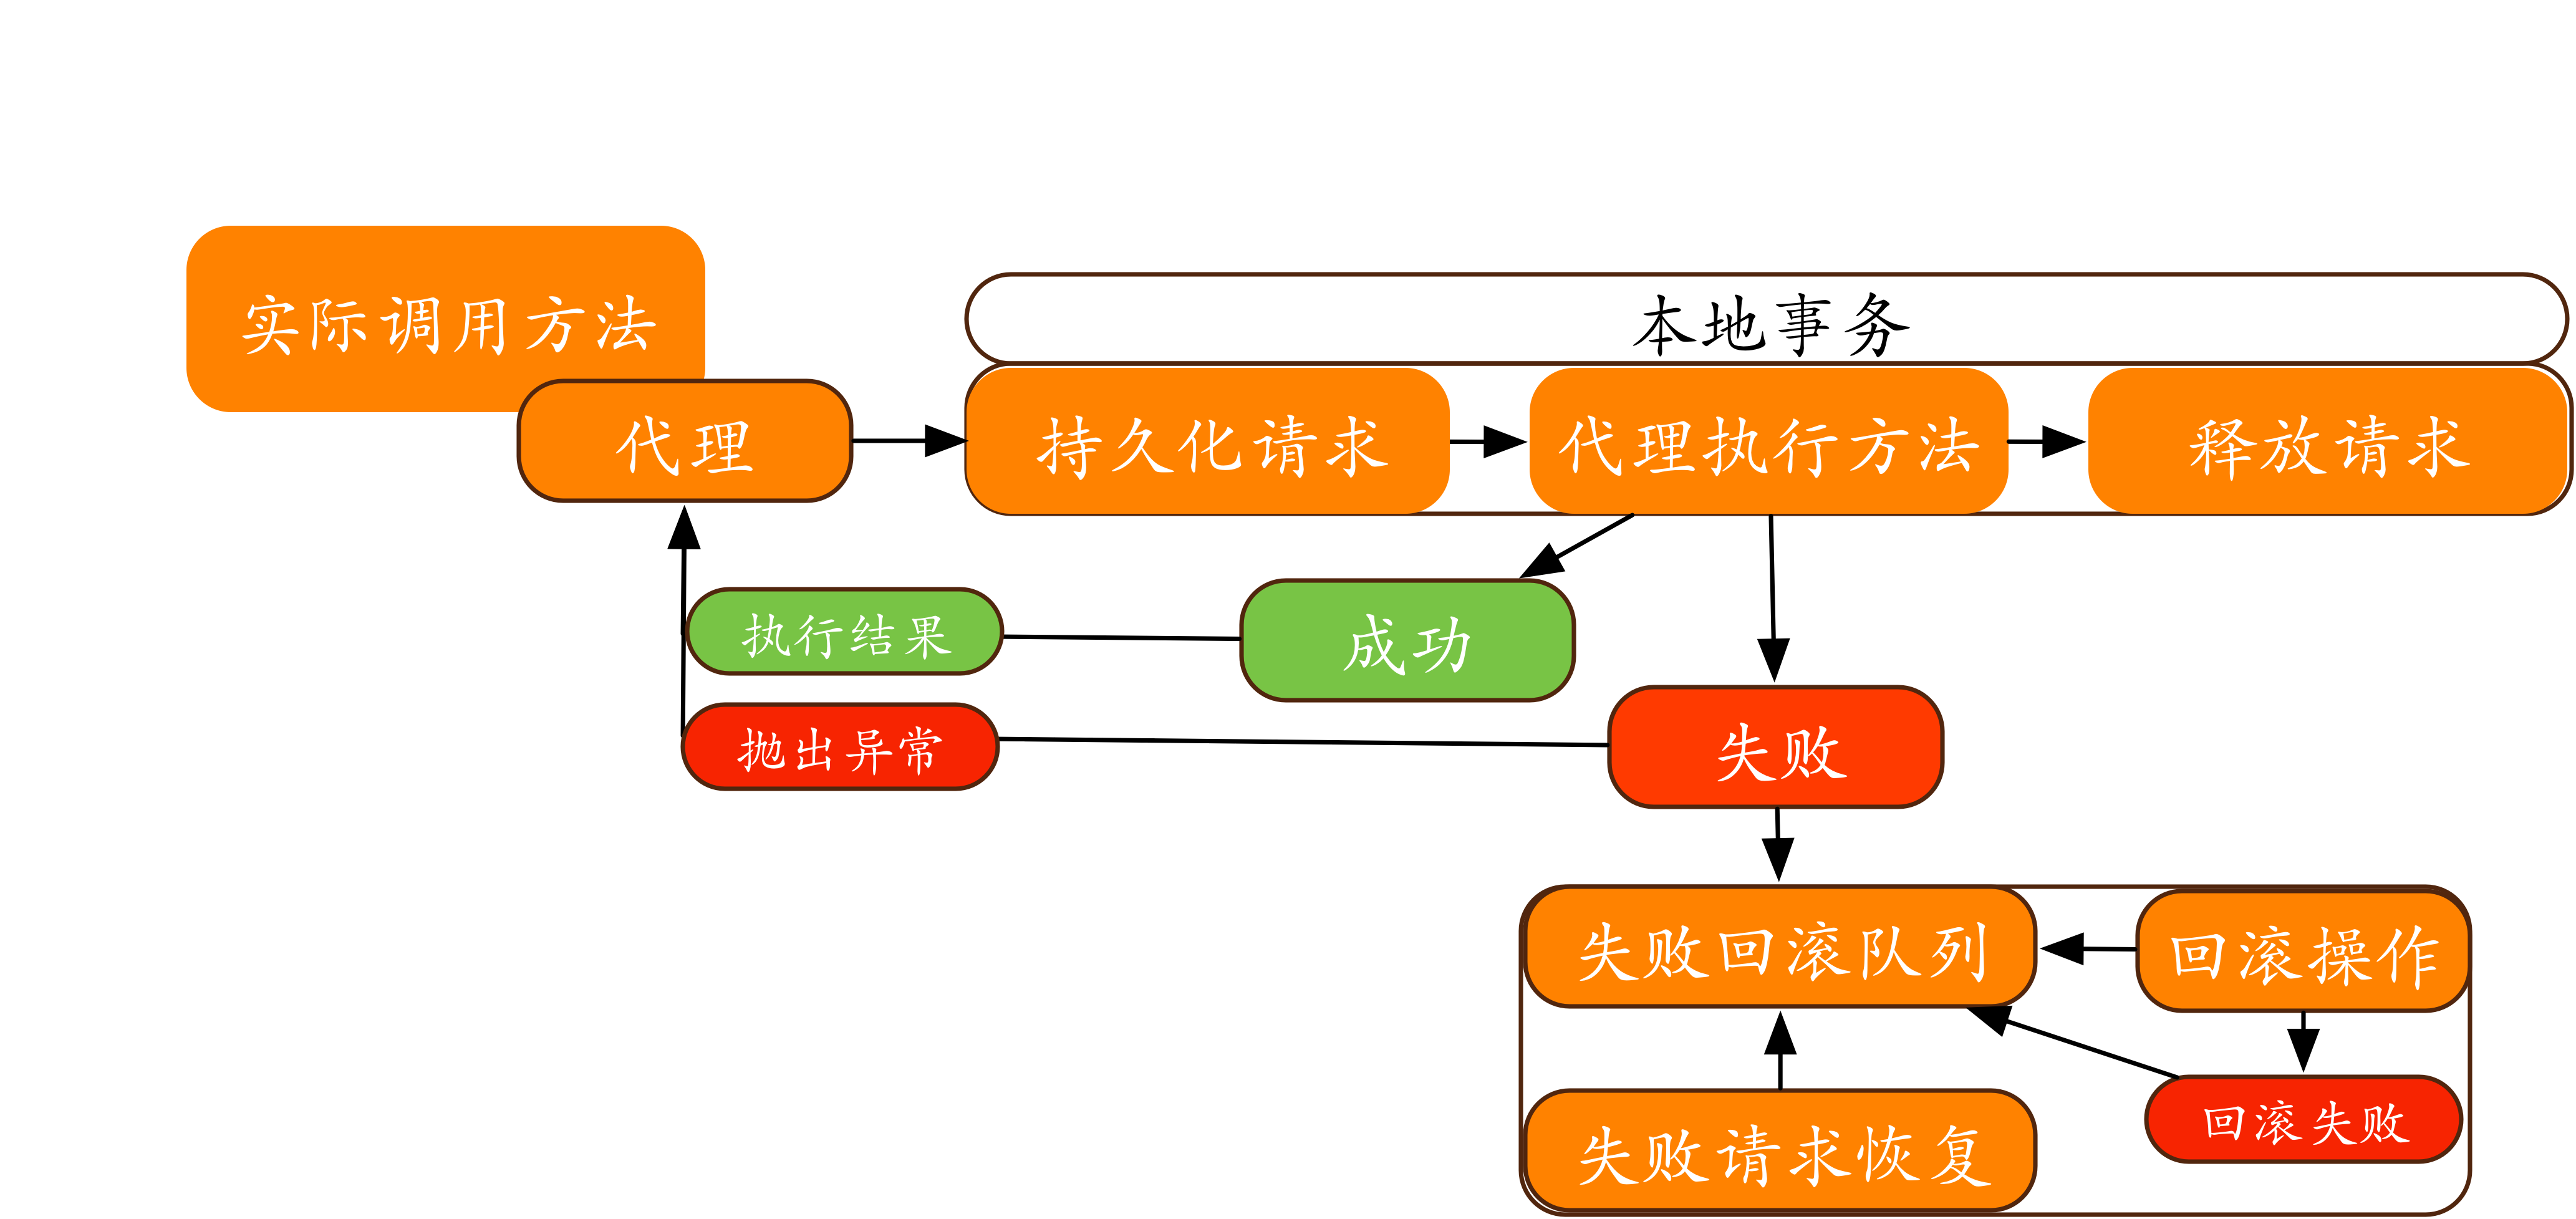 实际调用方法
本地事务
代理
持久化请求
代理执行方法
释放请求
执行结果
成功
抛出异常
失败
失败回滚队列
回滚操作
失败请求恢复
回滚失败